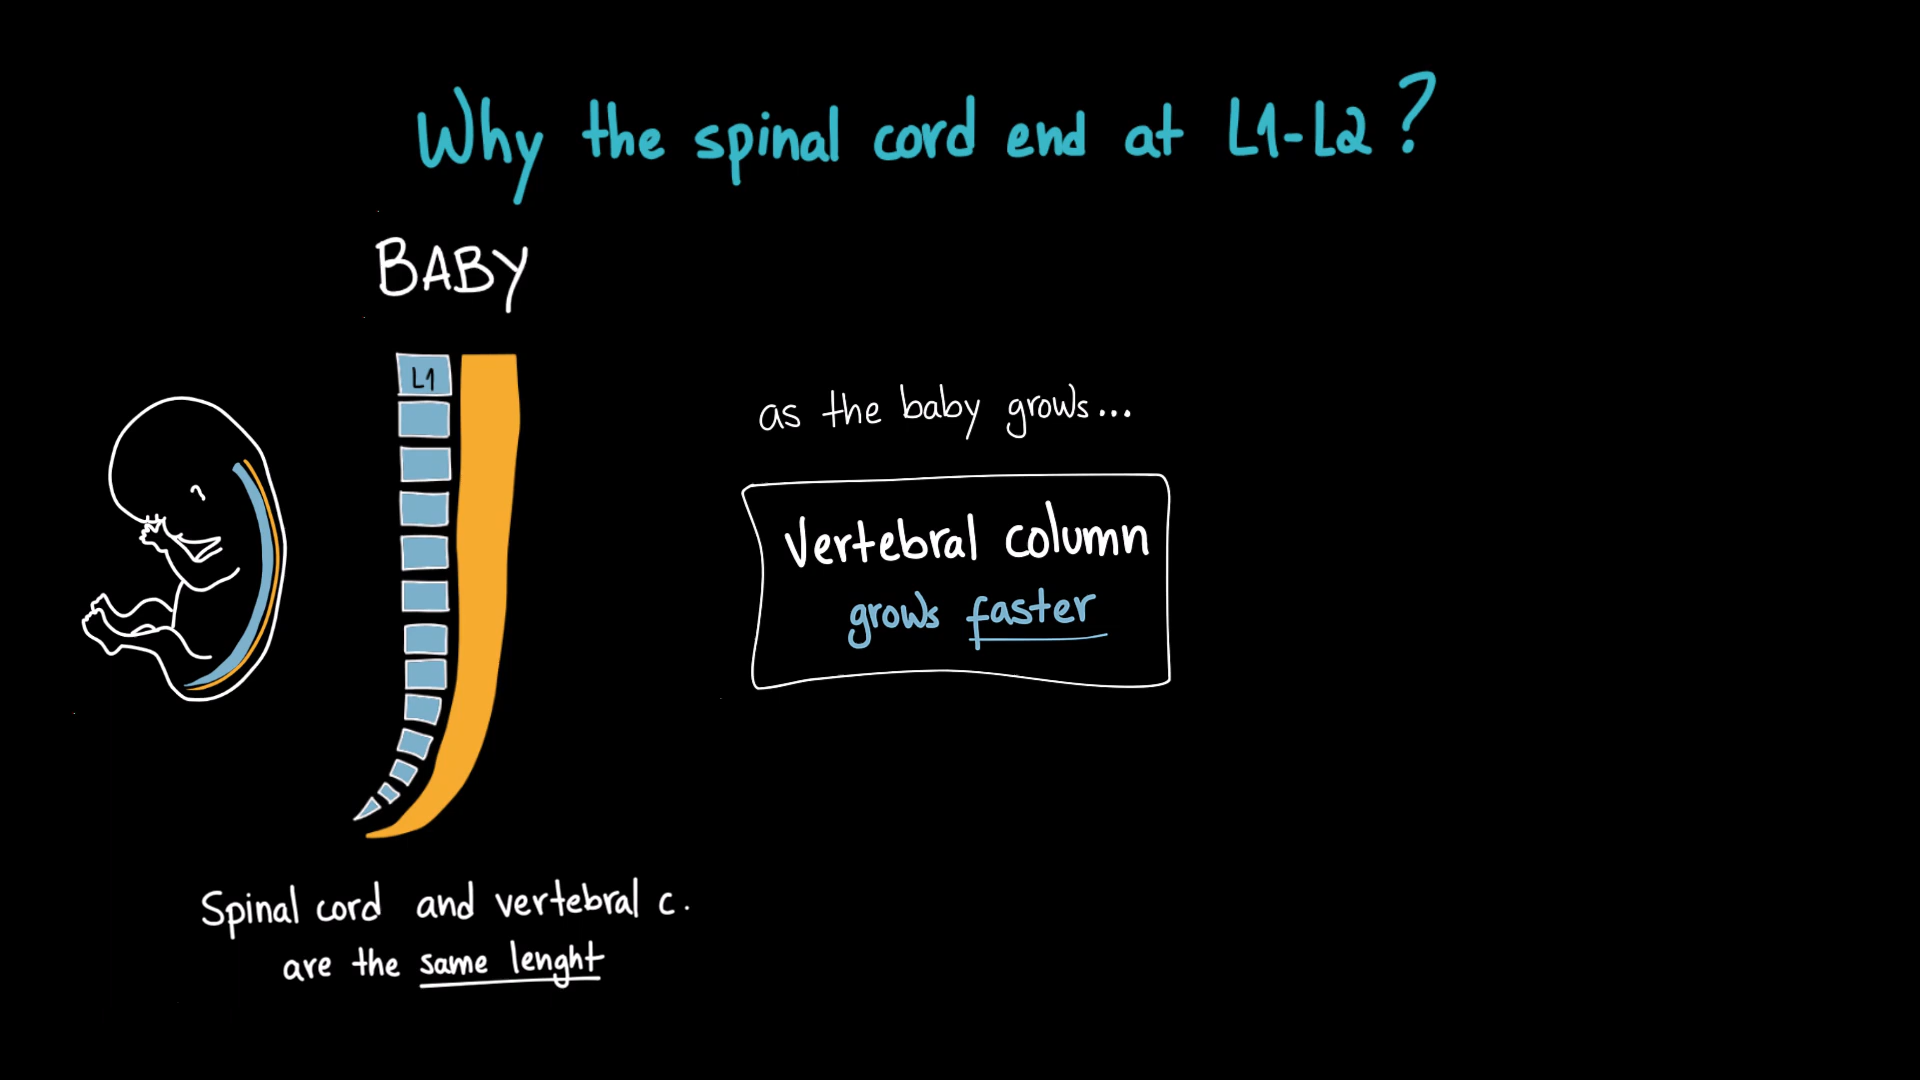 Why the spinal cord end at L1-L2?
BABY
L1
as the baby grows...
Vertebral column
grows faster
Spinal cord and vertebral c.
are the same lenght